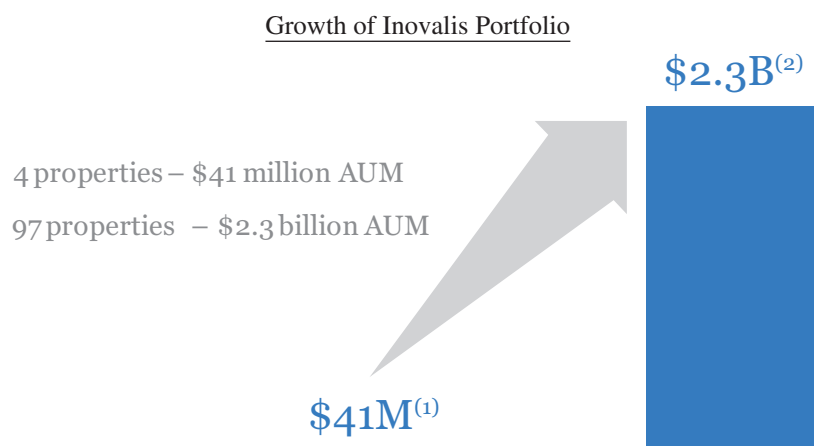 Growth of Inovalis Portfolio
$2.3B(2)
4 properties – $41 million AUM
97 properties – $2.3 billion AUM
$41M(1)